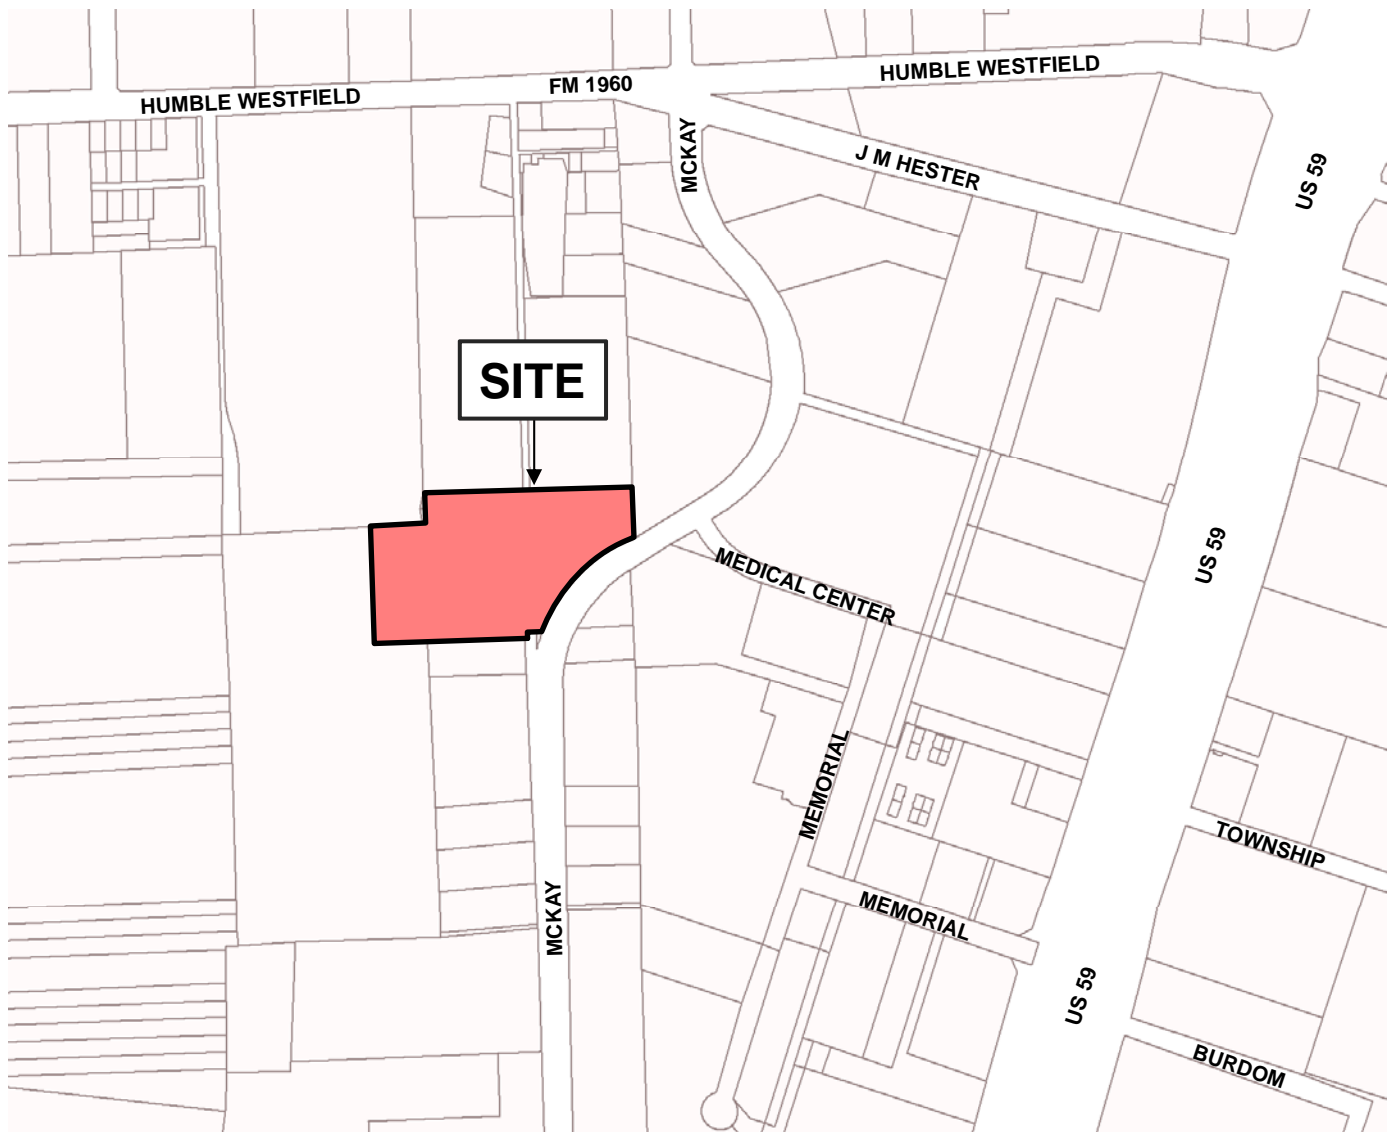 HUMBLE WESTFIELD
FM 1960
HUMBLE WESTFIELD
MCKAY
J M HESTER
US 59
SITE
US 59
MEDICAL CENTER
MEMORIAL
TOWNSHIP
MCKAY
MEMORIAL
US 59
BURDOM